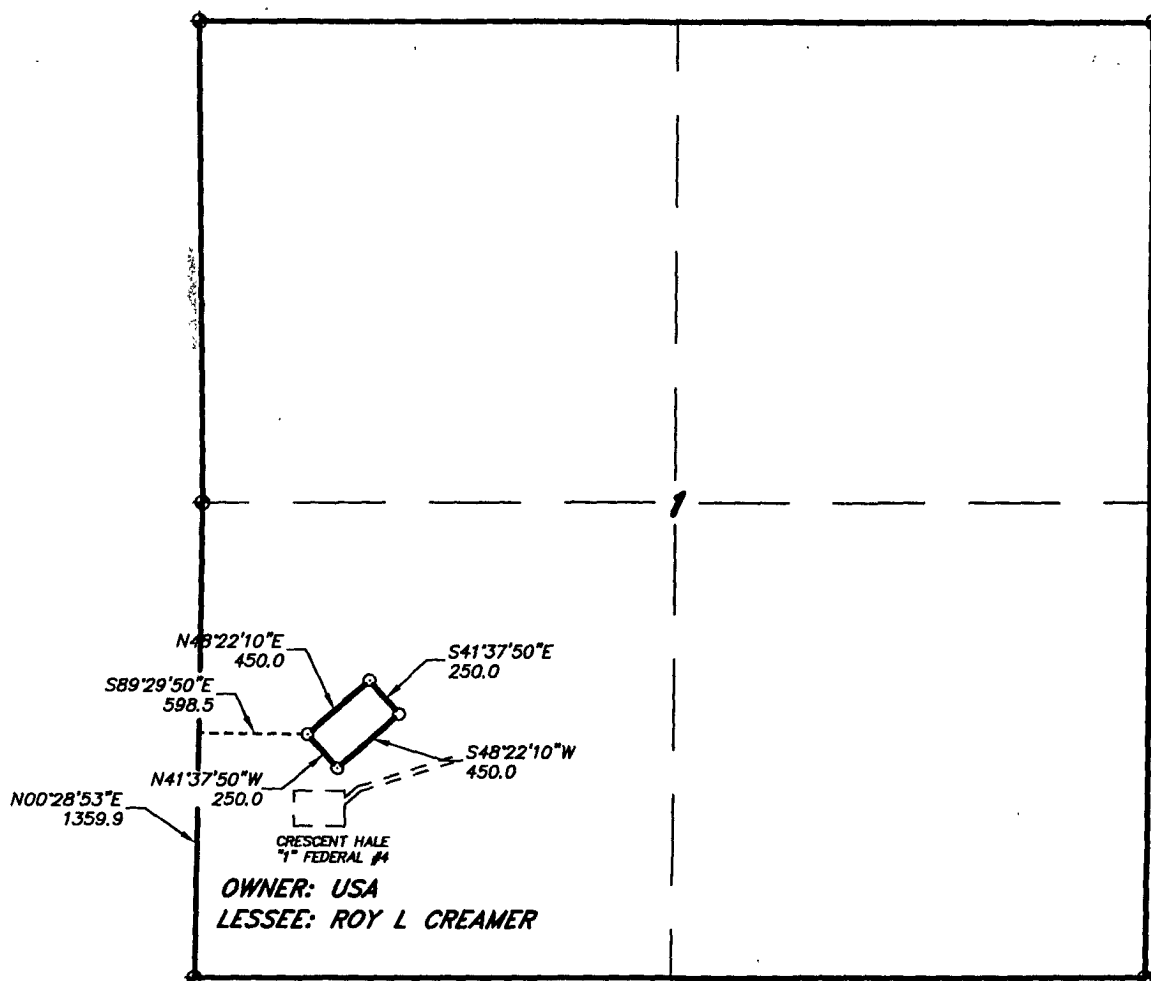 1
N48°22'10"E
450.0
S41°37'50"E
250.0
S89°29'50"E
598.5
S48°22'10"W
450.0
N41°37'50"W
250.0
N00°28'53"E
1359.9
CRESCENT HALE
"1" FEDERAL #4
OWNER: USA
LESSEE: ROY L CREAMER